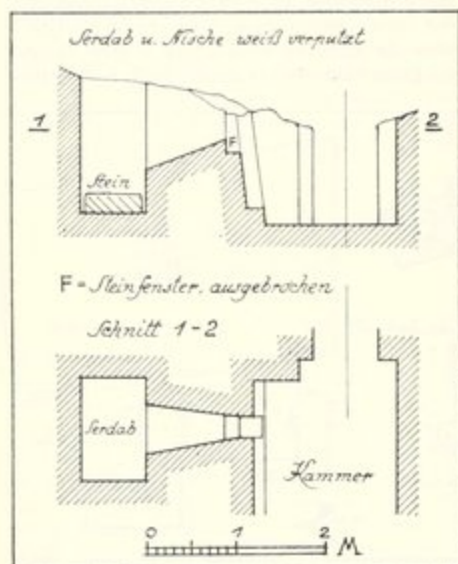 Serdab u. Nische weiß verputzt
1 2
F
Stein
F = Steinfenster, ausgebrochen
Schnitt 1-2
Serdab
Kammer
0 1 2 M